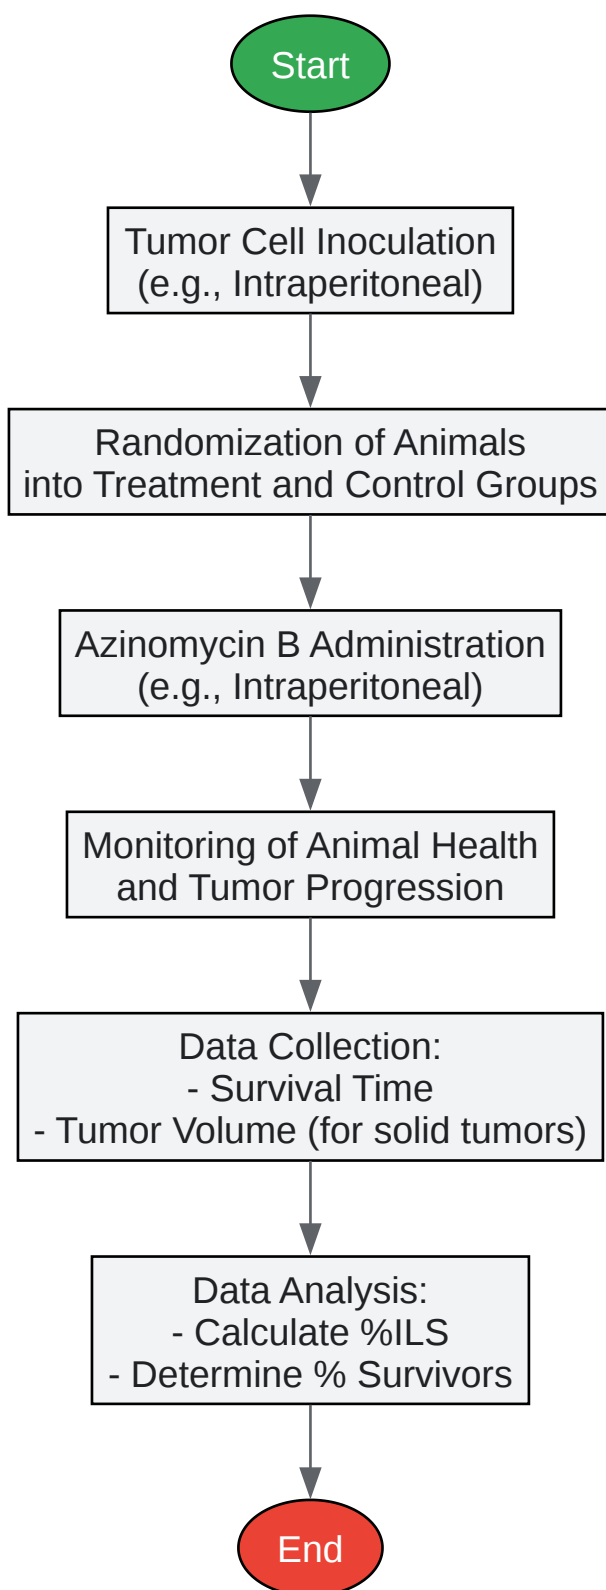 Start
Tumor Cell Inoculation
(e.g., Intraperitoneal)
Randomization of Animals
into Treatment and Control Groups
Azinomycin B Administration
(e.g., Intraperitoneal)
Monitoring of Animal Health
and Tumor Progression
Data Collection:
- Survival Time
- Tumor Volume (for solid tumors)
Data Analysis:
- Calculate %ILS
- Determine % Survivors
End